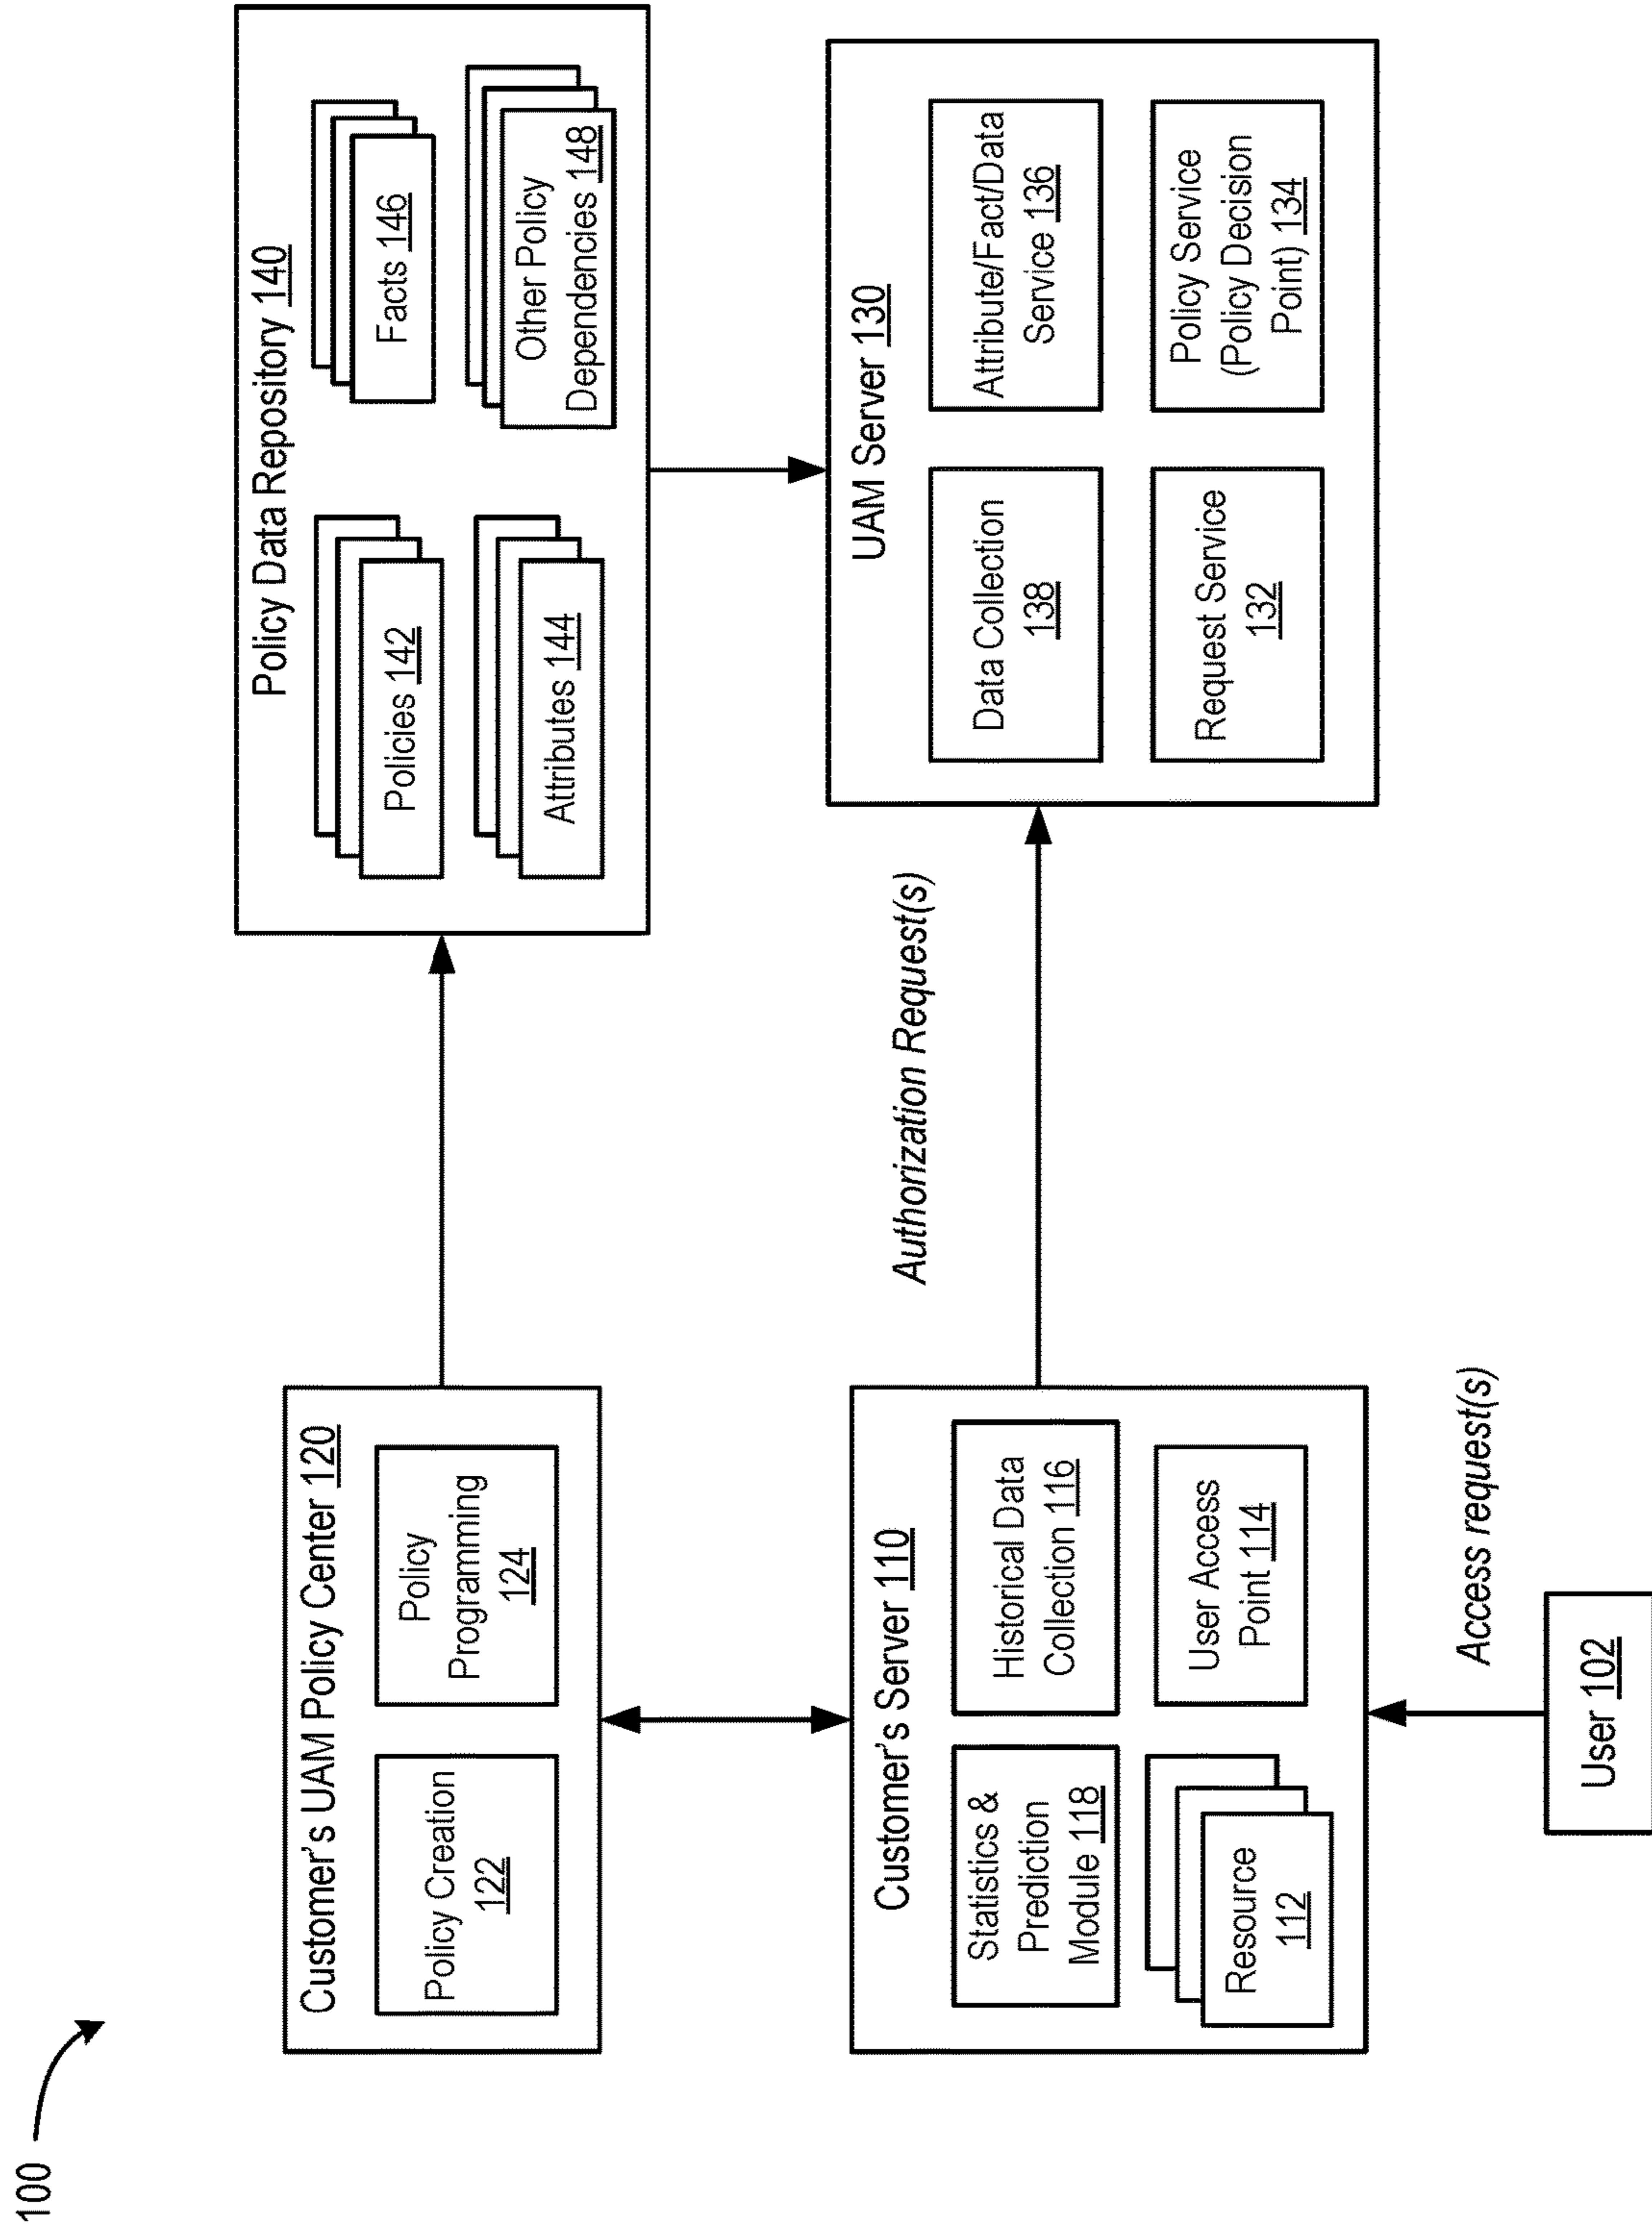 100
Customer's UAM Policy Center 120
Policy Creation
122
Policy
Programming
124
Policy Data Repository 140
Policies 142
Facts 146
Attributes 144
Other Policy
Dependencies 148
Customer's Server 110
Statistics &
Prediction
Module 118
Historical Data
Collection 116
Resource
112
User Access
Point 114
Authorization Request(s)
UAM Server 130
Data Collection
138
Attribute/Fact/Data
Service 136
Request Service
132
Policy Service
(Policy Decision
Point) 134
Access request(s)
User 102